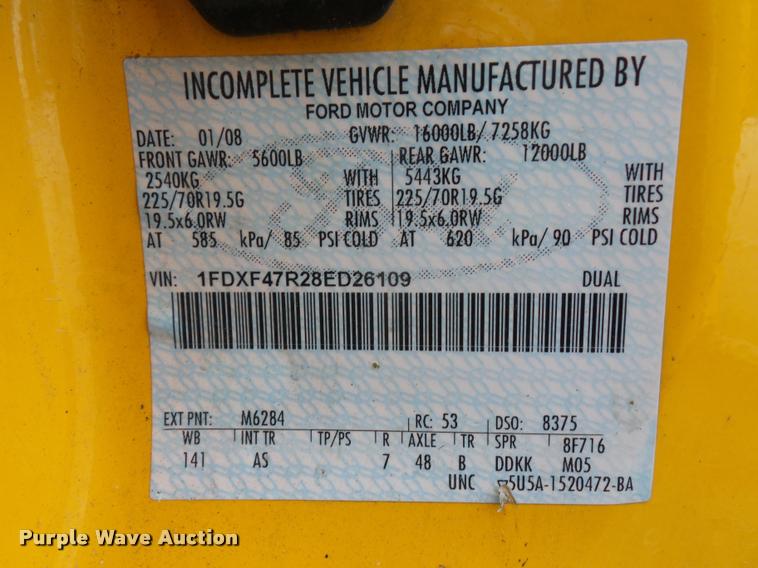 INCOMPLETE VEHICLE MANUFACTURED BY
FORD MOTOR COMPANY
DATE: 01/08 GVWR: 16000LB/ 7258KG
FRONT GAWR: 5600LB REAR GAWR: 12000LB
2540KG WITH 5443KG WITH
225/70R19.5G TIRES 225/70R19.5G TIRES
19.5x6.0RW RIMS 19.5x6.0RW RIMS
AT 585 kPa/ 85 PSI COLD AT 620 kPa/ 90 PSI COLD
VIN: 1FDXF47R28ED26109 DUAL
EXT PNT: M6284 RC: 53 DSO: 8375
WB INT TR TP/PS R AXLE TR SPR 8F716
141 AS 7 48 B DDKK M05
UNC 5U5A-1520472-BA
Purple Wave Auction